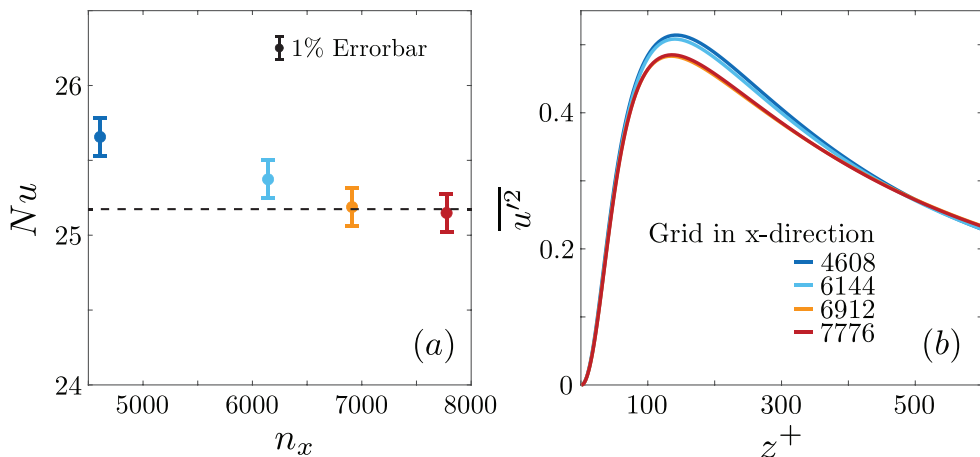 1% Errorbar
26
25
24
Nu
5000
6000
7000
8000
n_x
(a)
0.4
0.2
0
\overline{u'^2}
Grid in x-direction
4608
6144
6912
7776
(b)
100
300
500
z^+